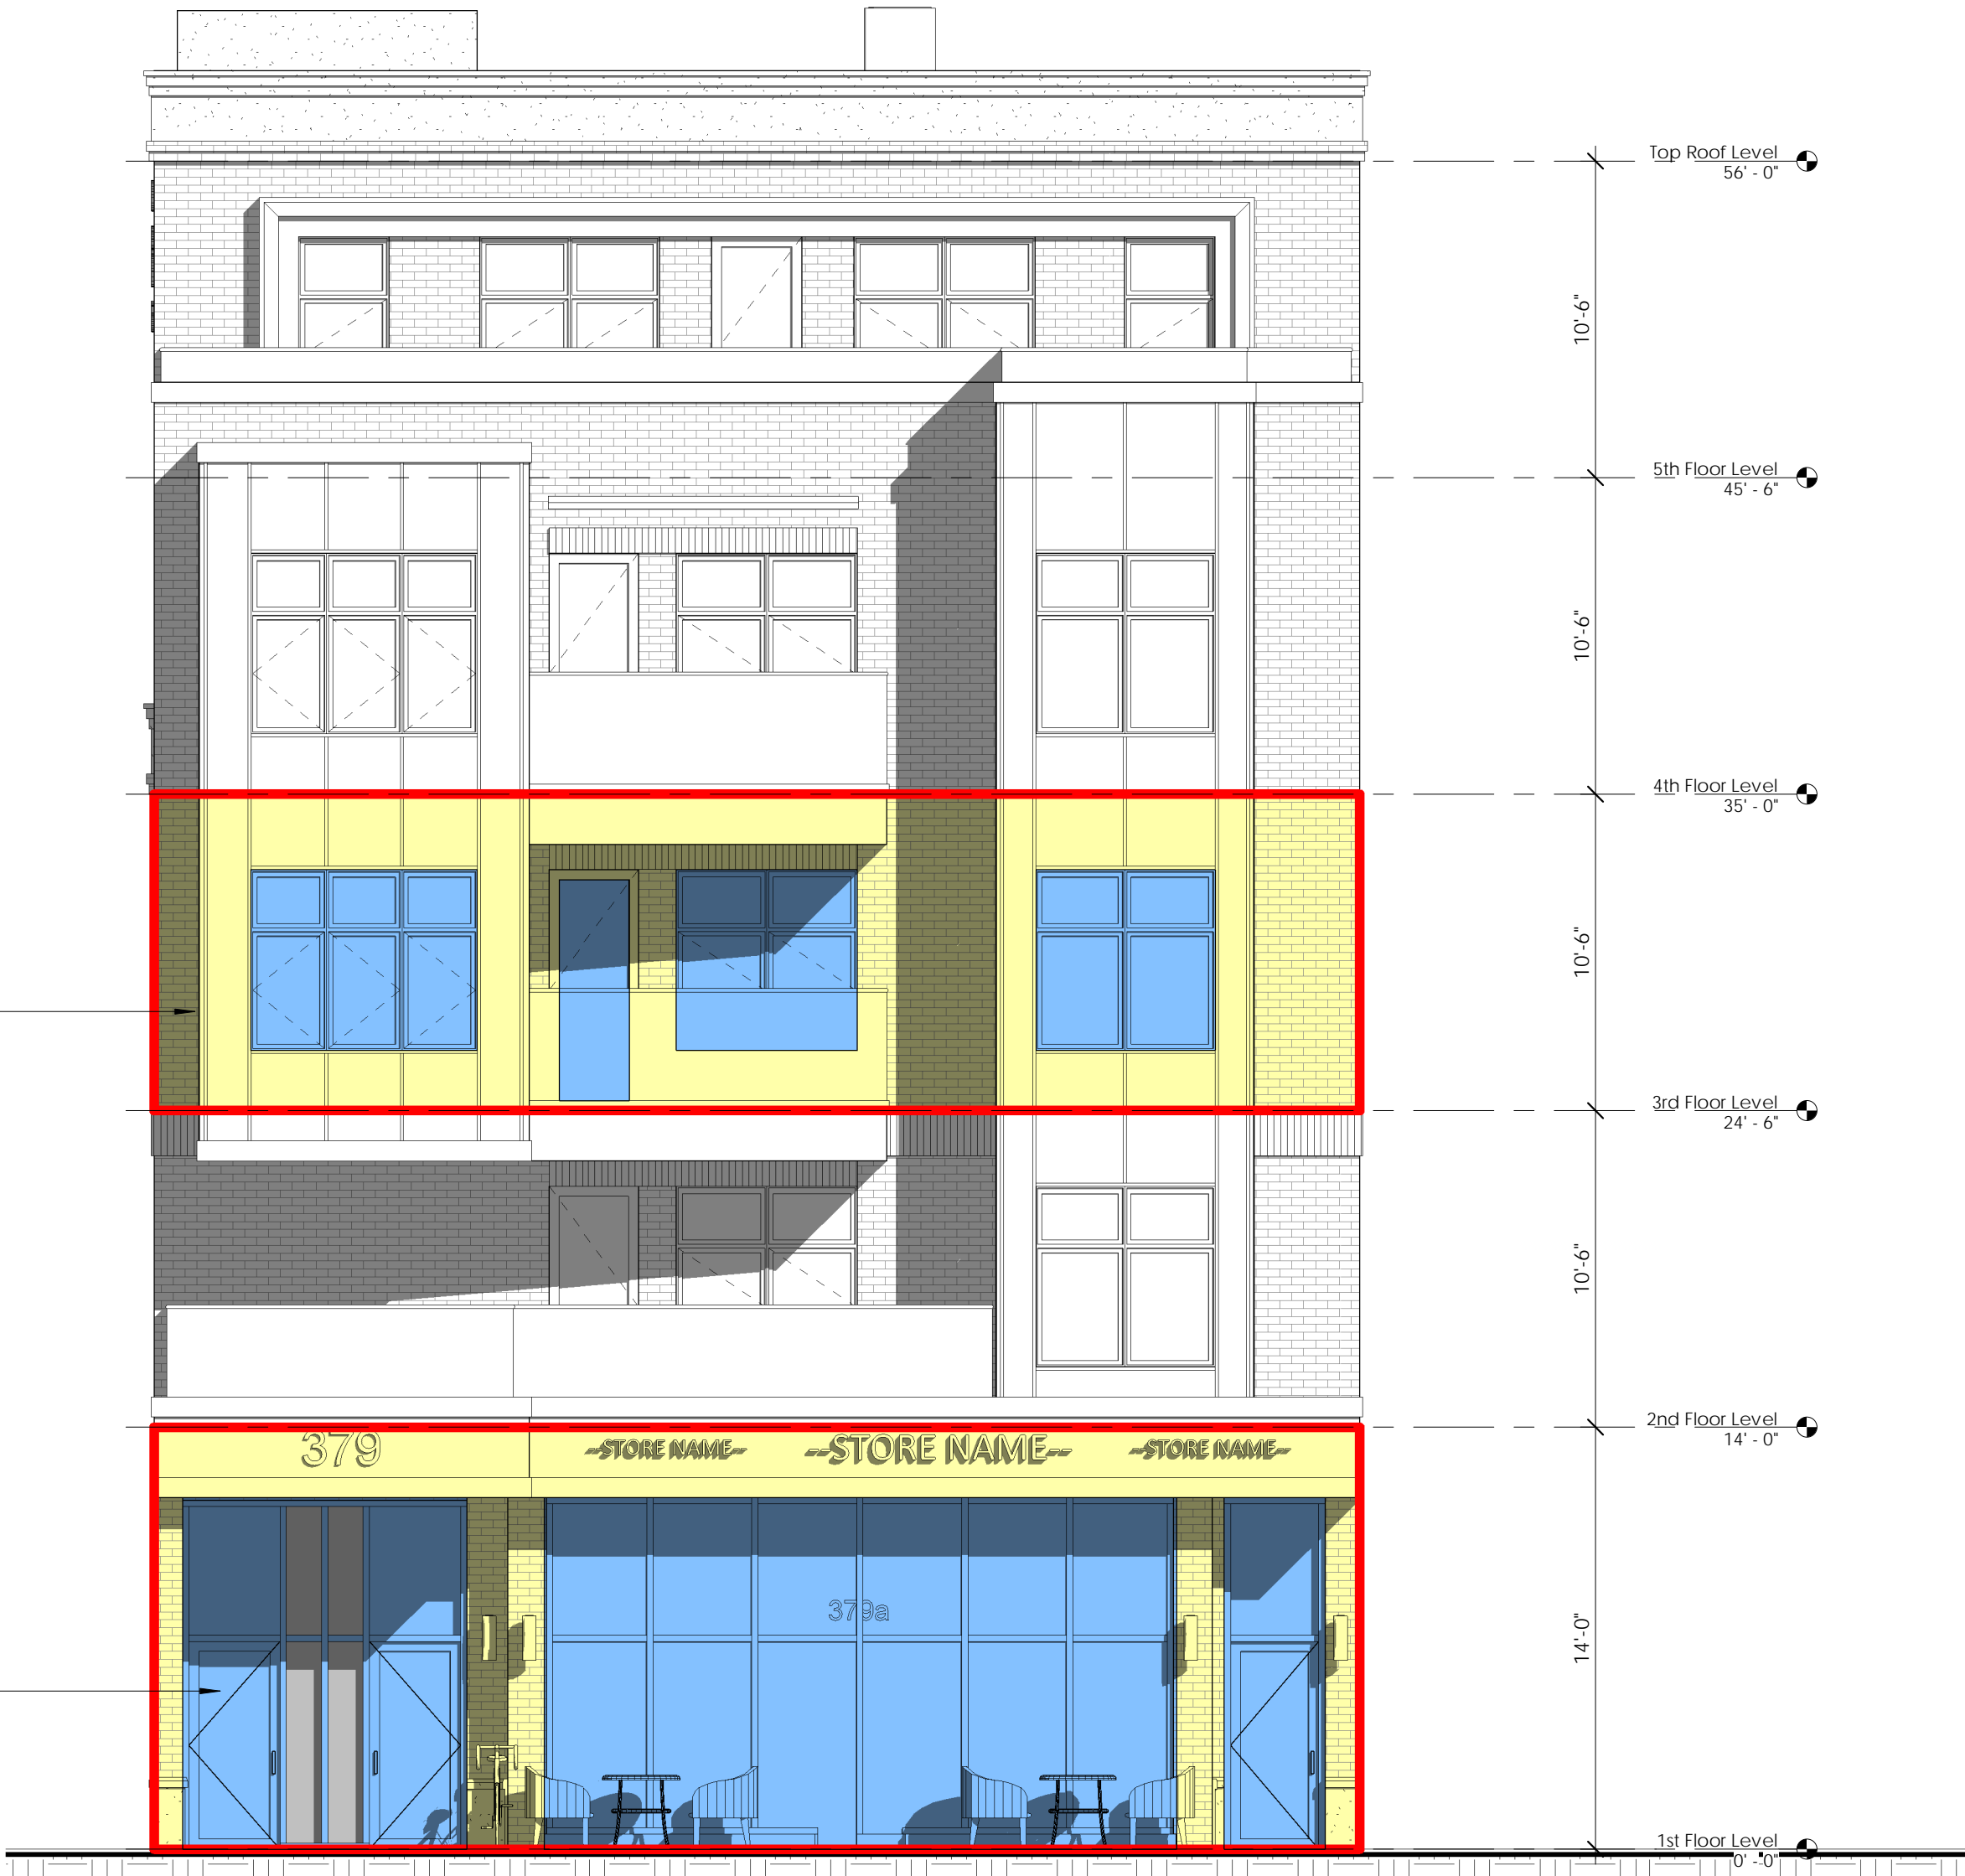 Top Roof Level
56' - 0"
10'-6"
5th Floor Level
45' - 6"
10'-6"
4th Floor Level
35' - 0"
10'-6"
3rd Floor Level
24' - 6"
10'-6"
2nd Floor Level
14' - 0"
379
--STORE NAME--
--STORE NAME--
--STORE NAME--
379a
14'-0"
1st Floor Level
0' - 0"